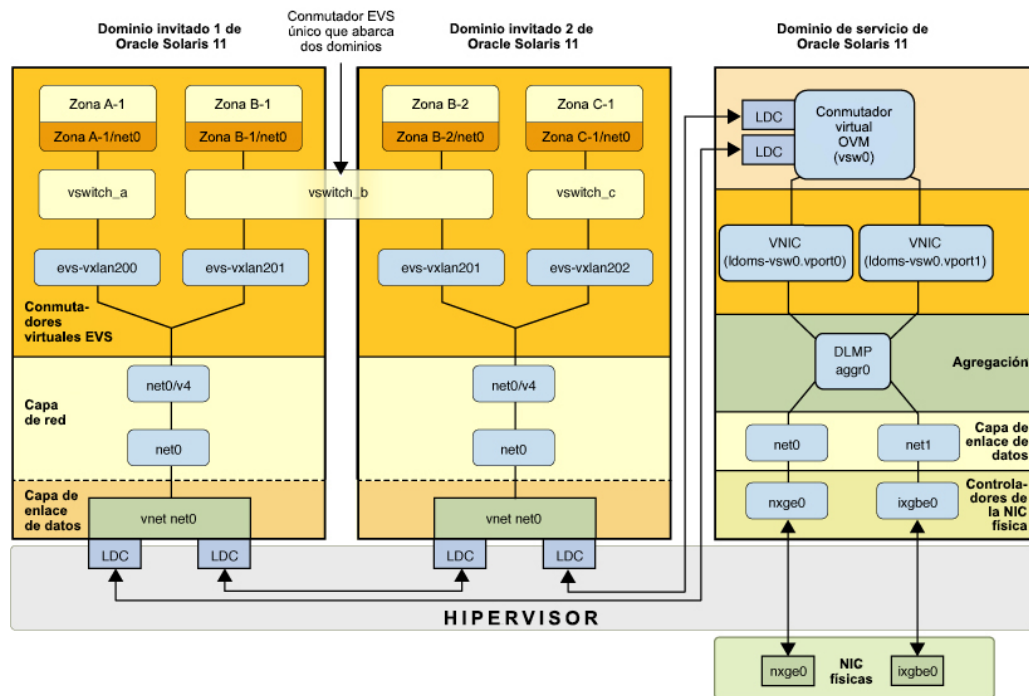 Dominio invitado 1 de
Oracle Solaris 11
Conmutador EVS
único que abarca
dos dominios
Dominio invitado 2 de
Oracle Solaris 11
Dominio de servicio de
Oracle Solaris 11
Zona A-1
Zona A-1/net0
Zona B-1
Zona B-1/net0
Zona B-2
Zona B-2/net0
Zona C-1
Zona C-1/net0
vswitch_a
vswitch_b
vswitch_c
evs-vxlan200
evs-vxlan201
evs-vxlan201
evs-vxlan202
Conmuta-
dores
virtuales EVS
net0/v4
net0/v4
Capa
de red
net0
net0
Capa de
enlace
de datos
vnet net0
vnet net0
LDC
LDC
LDC
LDC
LDC
LDC
Conmutador
virtual
OVM
(vsw0)
VNIC
(ldoms-vsw0.vport0)
VNIC
(ldoms-vsw0.vport1)
DLMP
aggr0
Agregación
net0
net1
Capa de
enlace de
datos
nxge0
ixgbe0
Controla-
dores de
la NIC
física
HIPERVISOR
nxge0
NIC
físicas
ixgbe0